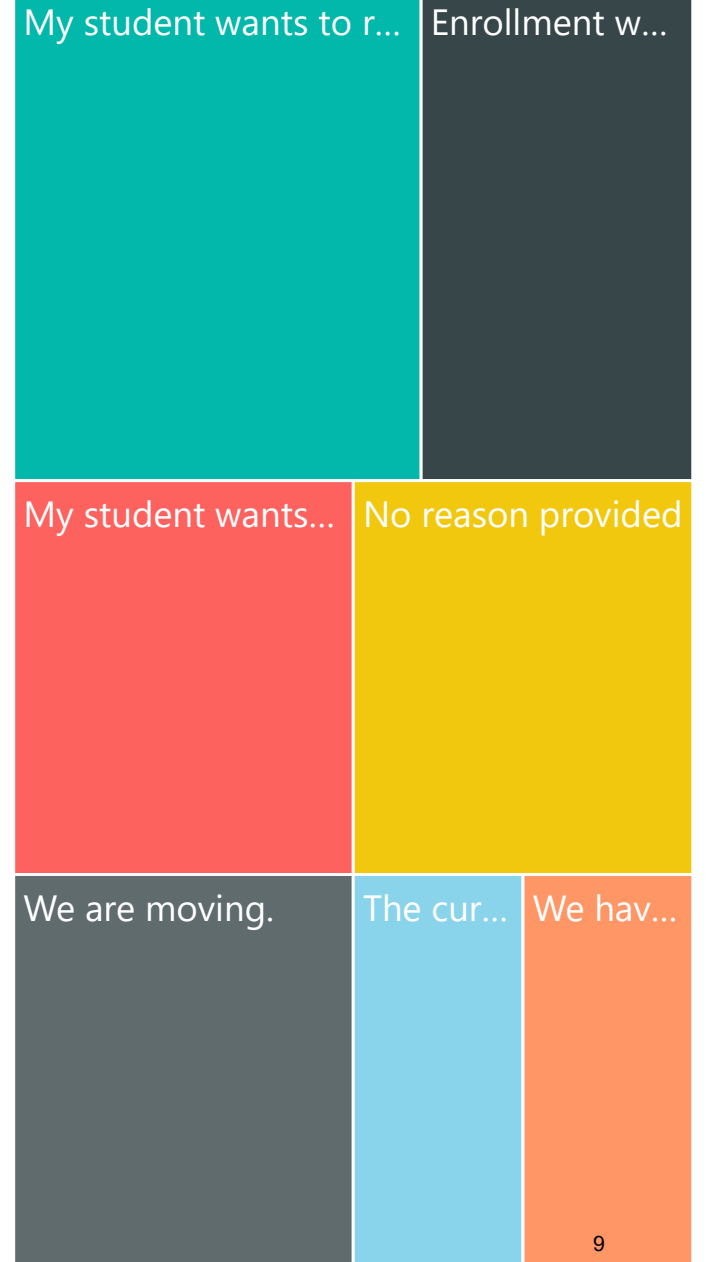 My student wants to r...
Enrollment w...
My student wants...
No reason provided
We are moving.
The cur...
We hav...
9